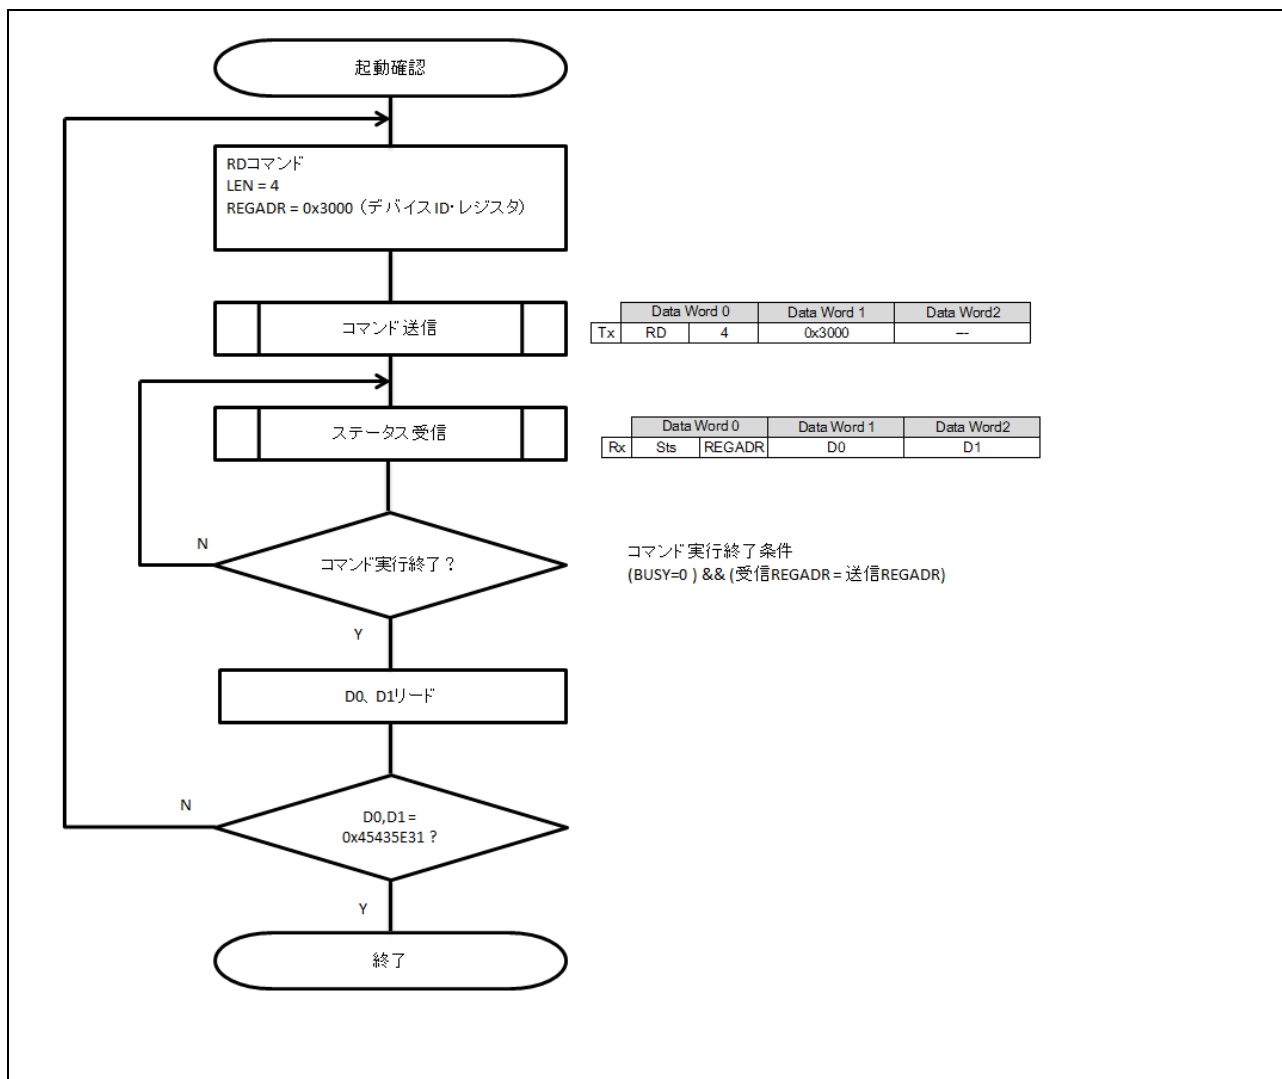 起動確認
RDコマンド
LEN = 4
REGADR = 0x3000（デバイスID・レジスタ）
コマンド送信
Data Word 0 Data Word 1 Data Word2
Tx RD 4 0x3000 ---
ステータス受信
Data Word 0 Data Word 1 Data Word2
Rx Sts REGADR D0 D1
N
コマンド実行終了？
コマンド実行終了条件
(BUSY=0 ) && (受信REGADR = 送信REGADR)
Y
D0、D1リード
N
D0,D1 =
0x45435E31 ?
Y
終了